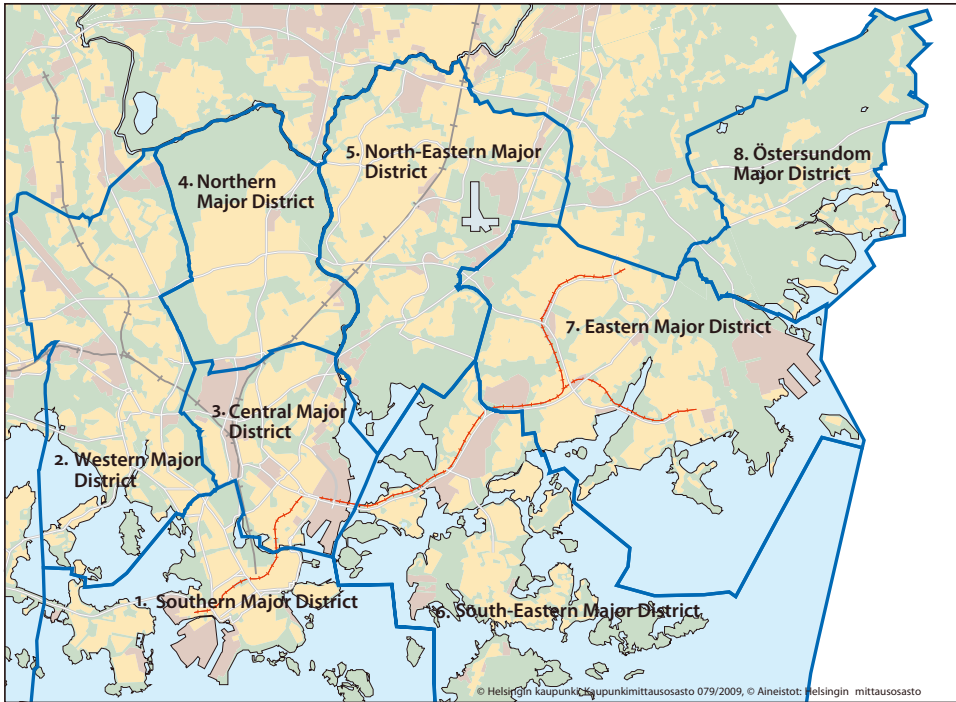 5. North-Eastern Major
District
8. Östersundom
Major District
4. Northern
Major District
7. Eastern Major District
3. Central Major
District
2. Western Major
District
1. Southern Major District
6. South-Eastern Major District
© Helsingin kaupunki, Kaupunkimittausosasto 079/2009, © Aineistot: Helsingin mittausosasto